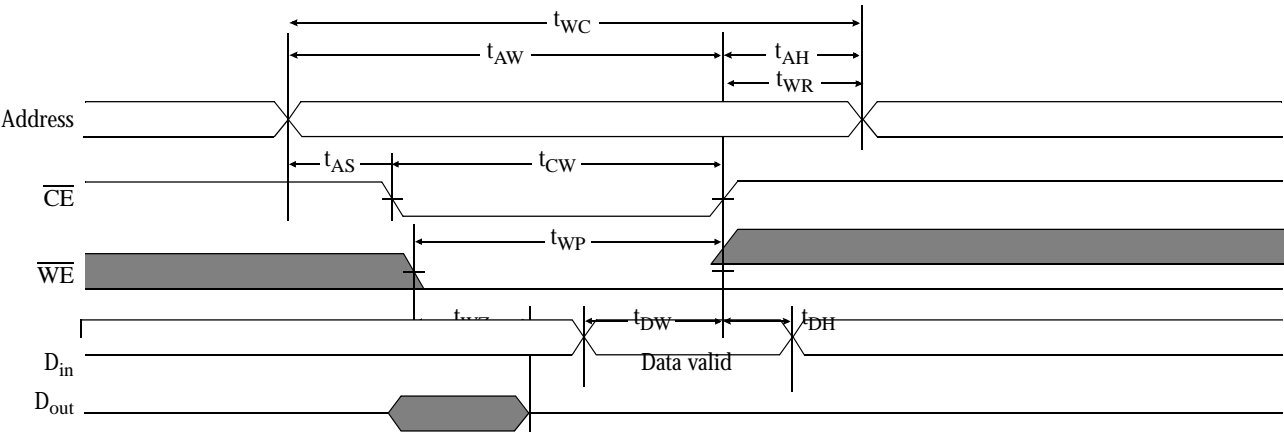 tWC
tAW
tAH
tWR
Address
tAS
tCW
CE
tWP
WE
tDW
tDH
Din
Data valid
Dout